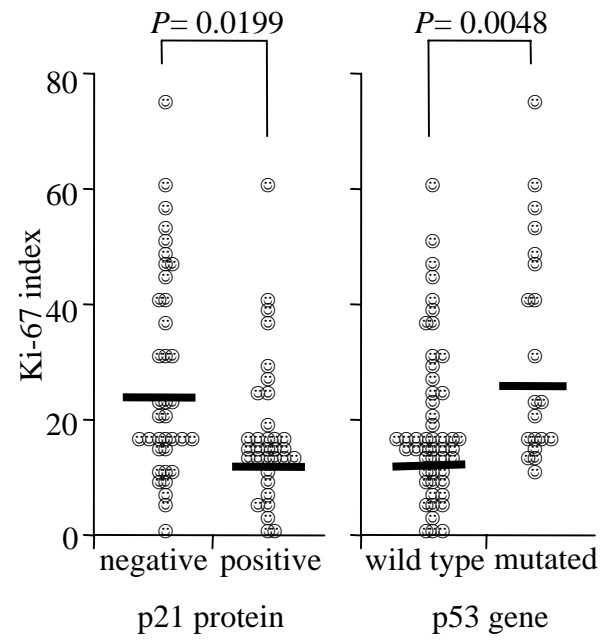 P= 0.0199 P= 0.0048
80
60
40
20
0
Ki-67 index
negative positive wild type mutated
p21 protein p53 gene